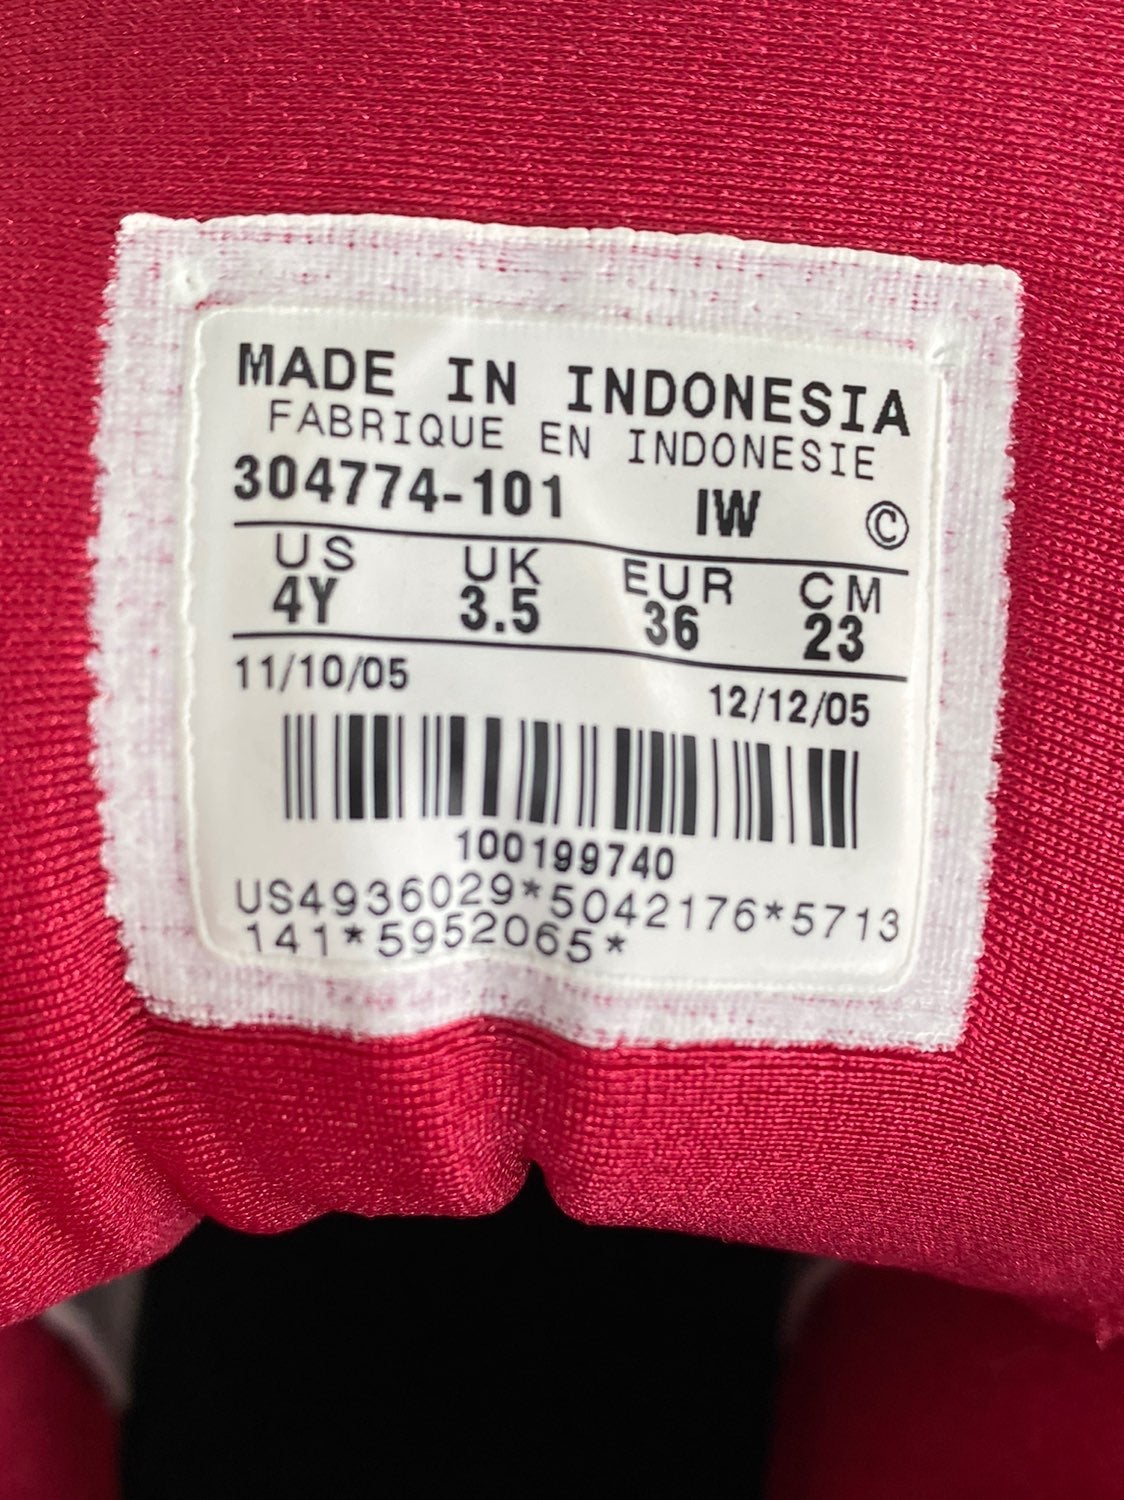 MADE IN INDONESIA
FABRIQUE EN INDONESIE
304774-101 IW ©
US UK EUR CM
4Y 3.5 36 23
11/10/05 12/12/05
100199740
US4936029*5042176*5713
141*5952065*